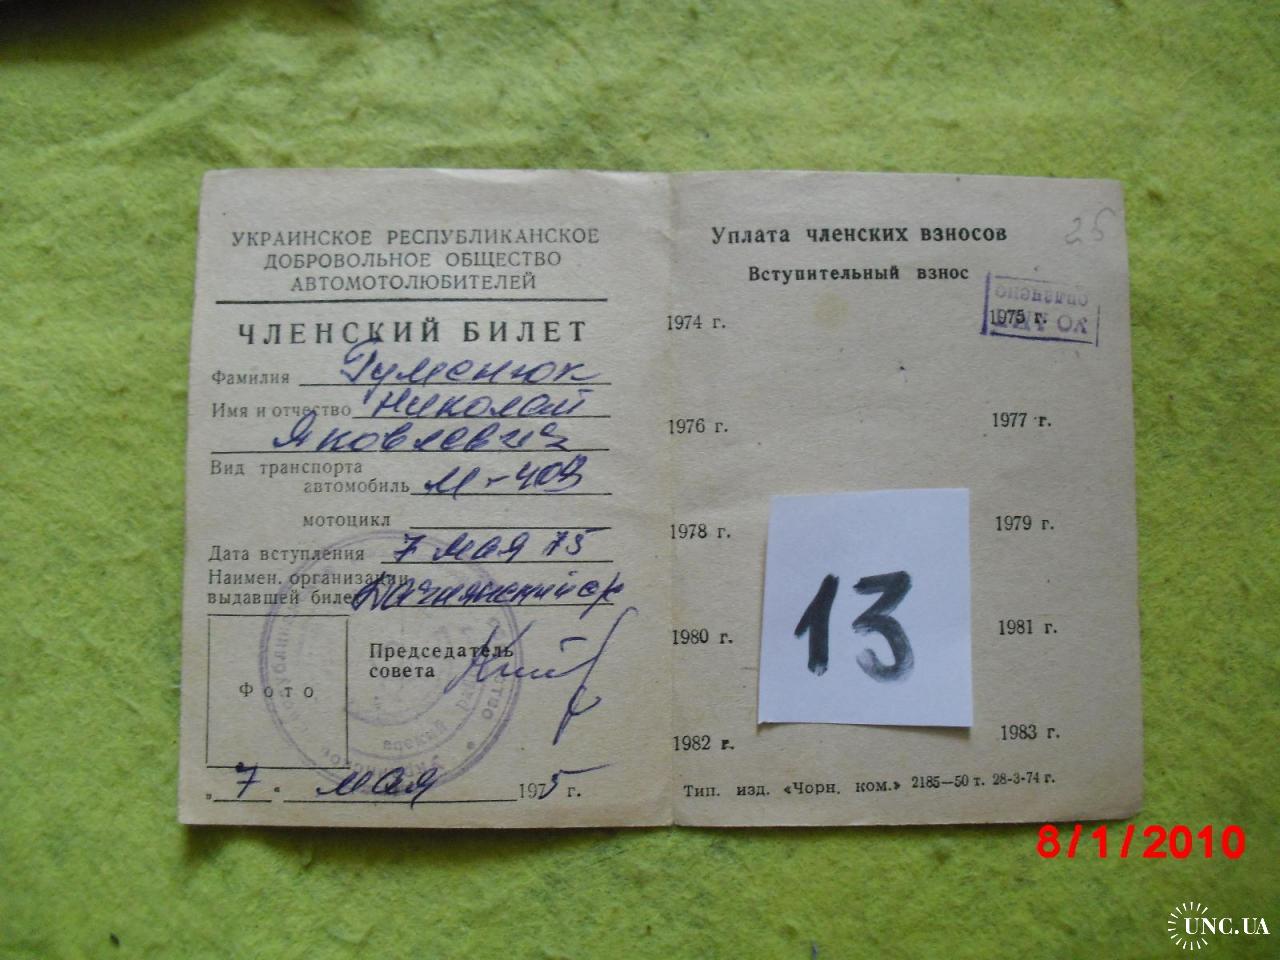 УКРАИНСКОЕ РЕСПУБЛИКАНСКОЕ
ДОБРОВОЛЬНОЕ ОБЩЕСТВО
АВТОМОТОЛЮБИТЕЛЕЙ
ЧЛЕНСКИЙ БИЛЕТ
Фамилия Гуменюк
Имя и отчество Николай
Яковлевич
Вид транспорта
автомобиль М-403
мотоцикл
Дата вступления 7 мая 75
Наимен. организации,
выдавшей билет
Фото
Председатель
совета
„7" мая 1975 г.
Уплата членских взносов
25
Вступительный взнос
1974 г.
1975 г.
1976 г.
1977 г.
1978 г.
1979 г.
1980 г.
1981 г.
1982 г.
1983 г.
Тип. изд. «Чорн. ком.» 2185—50 т. 28-3-74 г.
13
8/1/2010
UNC.UA